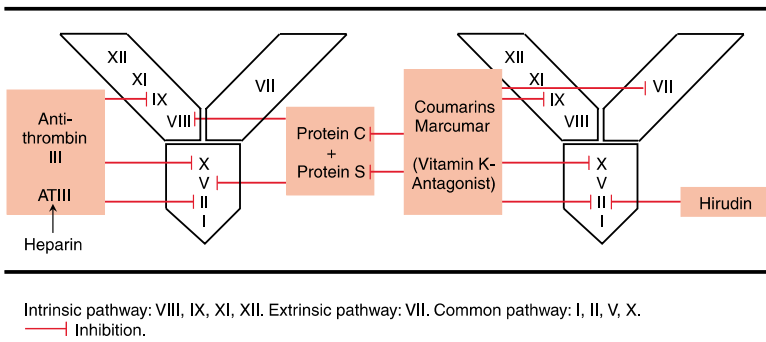 XII
XI
IX
VIII
VII
X
V
II
I
Anti-
thrombin
III
ATIII
Heparin
Protein C
+
Protein S
Coumarins
Marcumar
(Vitamin K-
Antagonist)
XII
XI
IX
VIII
VII
X
V
II
I
Hirudin
Intrinsic pathway: VIII, IX, XI, XII. Extrinsic pathway: VII. Common pathway: I, II, V, X.
Inhibition.